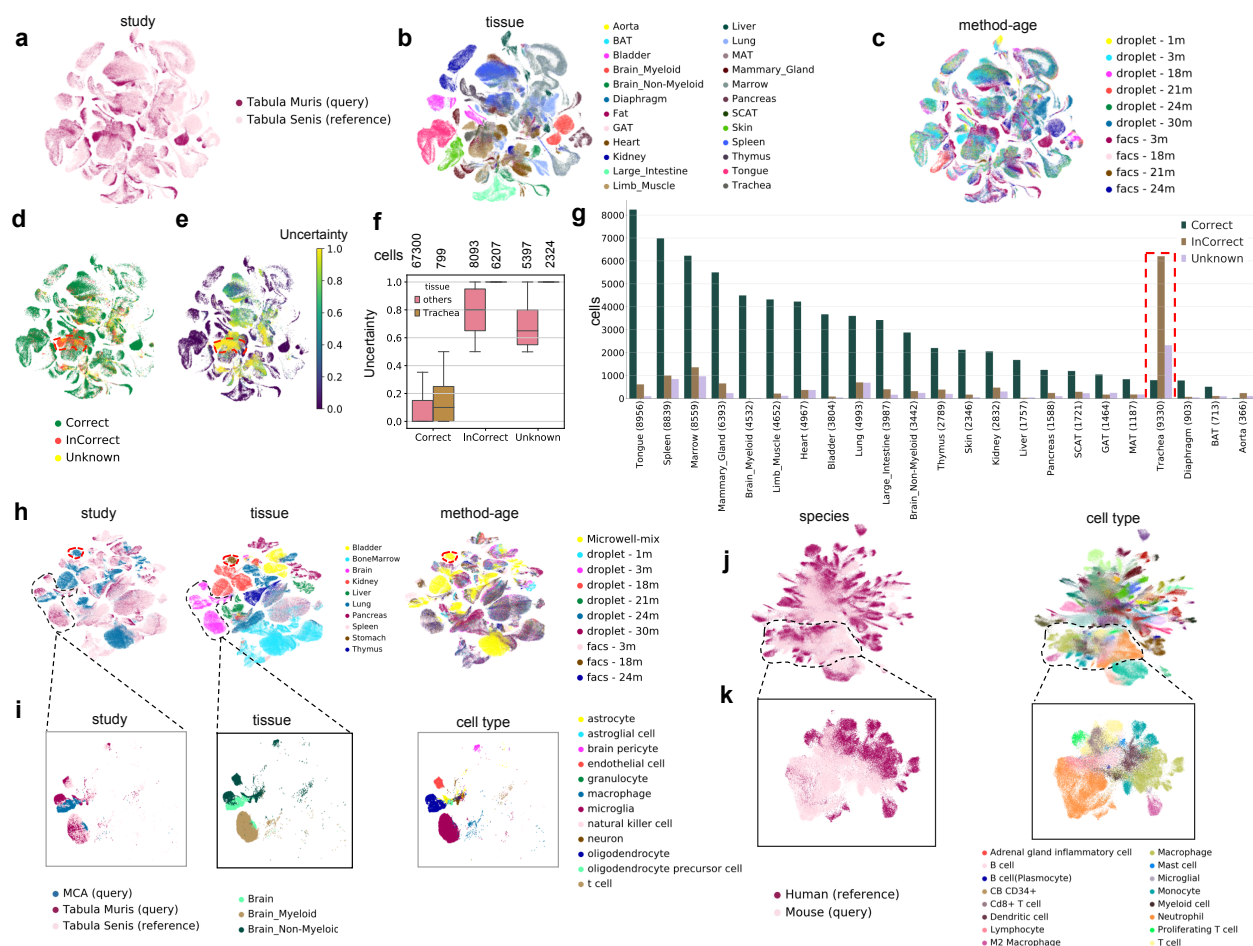 a
study
Tabula Muris (query)
Tabula Senis (reference)
b
tissue
Aorta
BAT
Bladder
Brain_Myeloid
Brain_Non-Myeloid
Diaphragm
Fat
GAT
Heart
Kidney
Large_Intestine
Limb_Muscle
Liver
Lung
MAT
Mammary_Gland
Marrow
Pancreas
SCAT
Skin
Spleen
Thymus
Tongue
Trachea
c
method-age
droplet - 1m
droplet - 3m
droplet - 18m
droplet - 21m
droplet - 24m
droplet - 30m
facs - 3m
facs - 18m
facs - 21m
facs - 24m
d
Correct
InCorrect
Unknown
e
Uncertainty
1.0
0.8
0.6
0.4
0.2
0.0
f
cells
67300
799
8093
6207
5397
2324
Uncertainty
1.0
0.8
0.6
0.4
0.2
0.0
tissue
others
Trachea
Correct
InCorrect
Unknown
g
cells
8000
7000
6000
5000
4000
3000
2000
1000
0
Correct
InCorrect
Unknown
Tongue (8956)
Spleen (8839)
Marrow (8559)
Mammary_Gland (6393)
Brain_Myeloid (4532)
Limb_Muscle (4652)
Heart (4967)
Bladder (3804)
Lung (4993)
Large_Intestine (3987)
Brain_Non-Myeloid (3442)
Thymus (2789)
Skin (2346)
Kidney (2832)
Liver (1757)
Pancreas (1588)
SCAT (1721)
GAT (1464)
MAT (1187)
Trachea (9330)
Diaphragm (903)
BAT (713)
Aorta (366)
h
study
tissue
Bladder
BoneMarrow
Brain
Kidney
Liver
Lung
Pancreas
Spleen
Stomach
Thymus
method-age
Microwell-mix
droplet - 1m
droplet - 3m
droplet - 18m
droplet - 21m
droplet - 24m
droplet - 30m
facs - 3m
facs - 18m
facs - 24m
i
study
MCA (query)
Tabula Muris (query)
Tabula Senis (reference)
tissue
Brain
Brain_Myeloid
Brain_Non-Myeloic
cell type
astrocyte
astroglial cell
brain pericyte
endothelial cell
granulocyte
macrophage
microglia
natural killer cell
neuron
oligodendrocyte
oligodendrocyte precursor cell
t cell
j
species
cell type
k
Human (reference)
Mouse (query)
Adrenal gland inflammatory cell
B cell
B cell(Plasmocyte)
CB CD34+
Cd8+ T cell
Dendritic cell
Lymphocyte
M2 Macrophage
Macrophage
Mast cell
Microglial
Monocyte
Myeloid cell
Neutrophil
Proliferating T cell
T cell